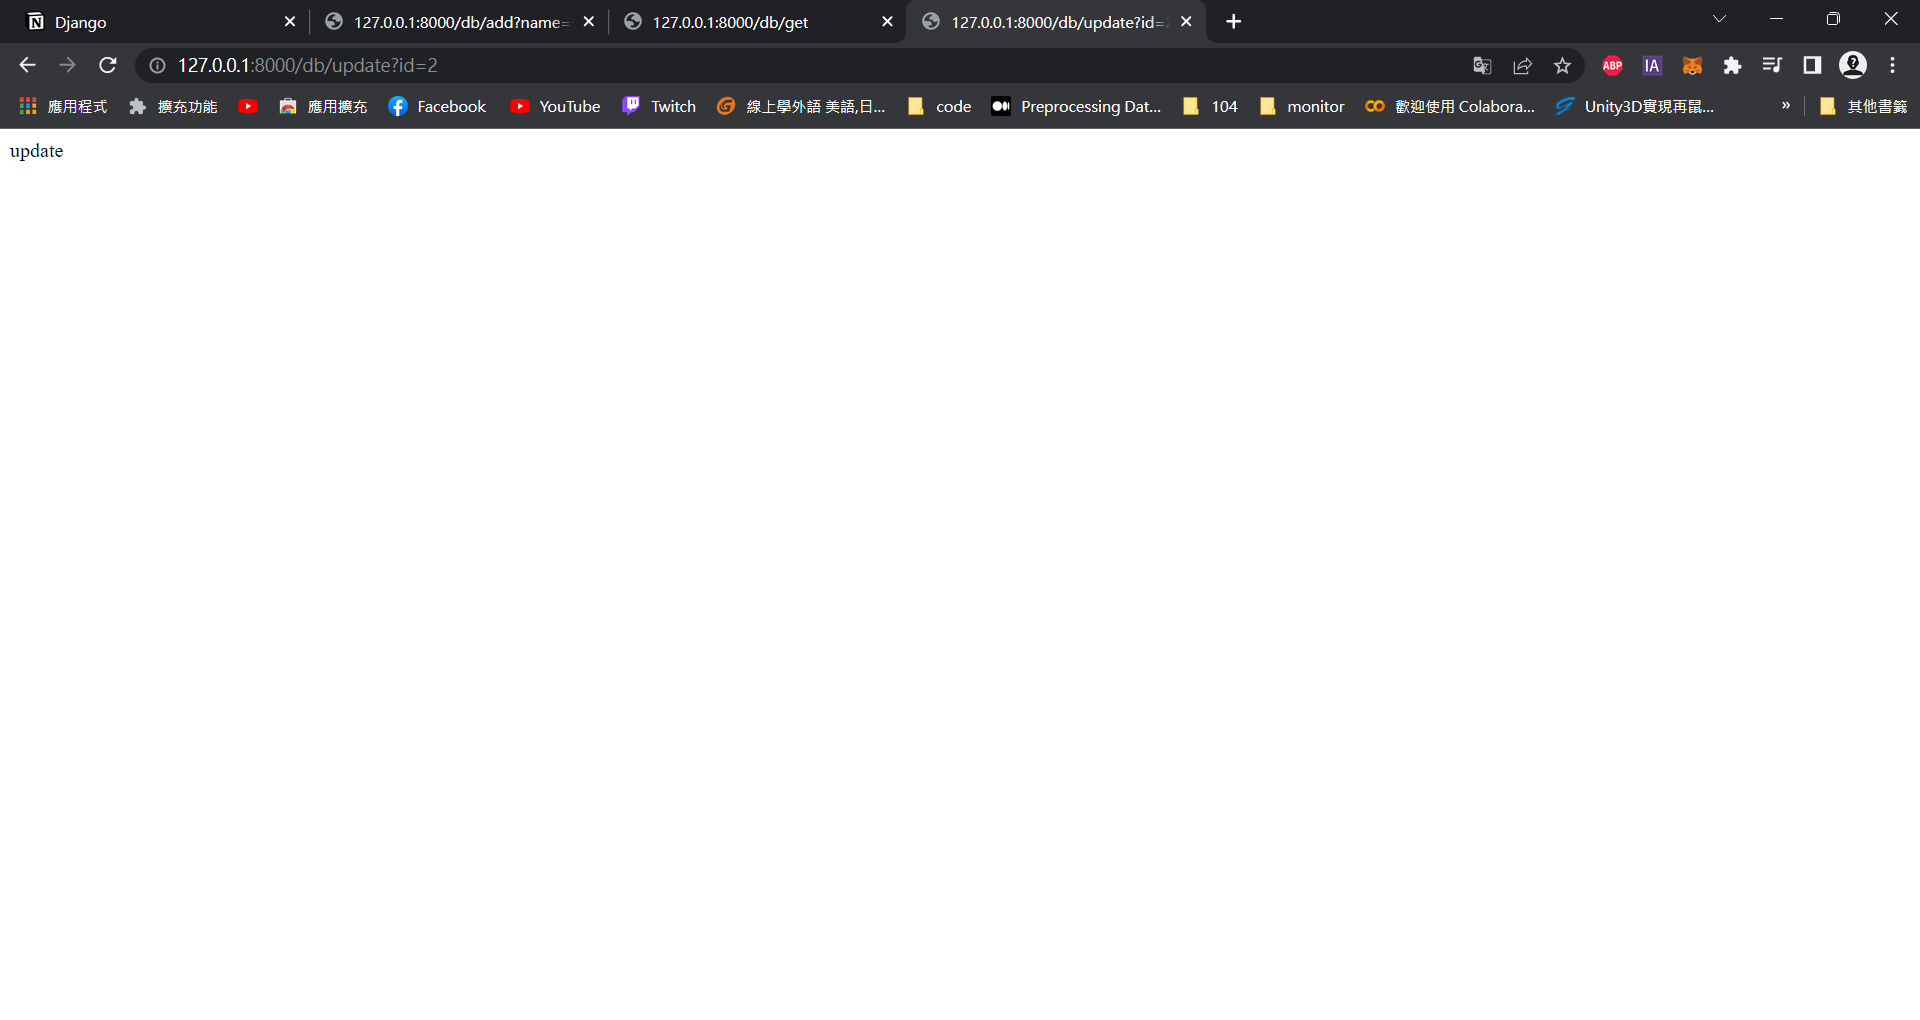 Django
127.0.0.1:8000/db/add?name=
127.0.0.1:8000/db/get
127.0.0.1:8000/db/update?id=2
127.0.0.1:8000/db/update?id=2
ABP
IA
應用程式
擴充功能
應用擴充
Facebook
YouTube
Twitch
線上學外語 美語,日...
code
Preprocessing Dat...
104
monitor
歡迎使用 Colabora...
Unity3D實現再鼠...
»
其他書籤
update